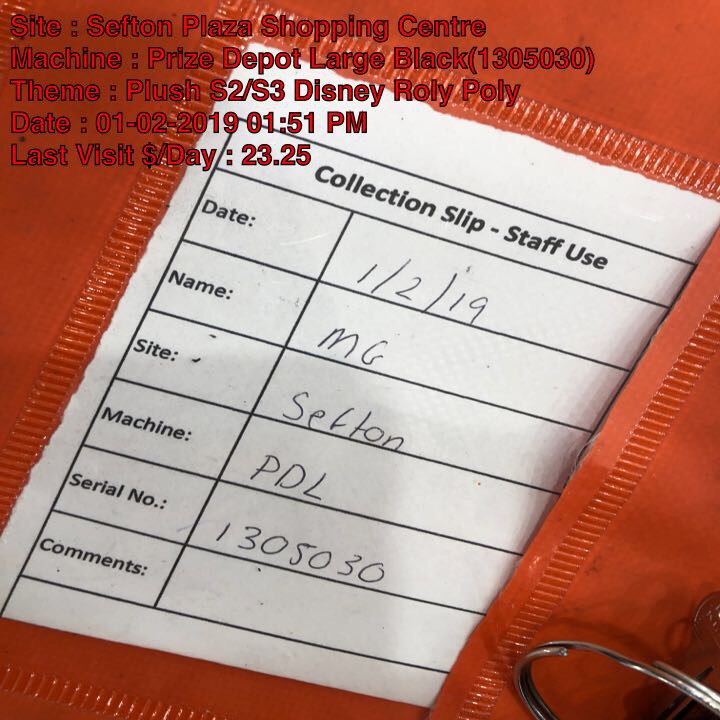 Site : Sefton Plaza Shopping Centre
Machine : Prize Depot Large Black(1305030)
Theme : Plush S2/S3 Disney Roly Poly
Date : 01-02-2019 01:51 PM
Last Visit $/Day : 23.25
Collection Slip - Staff Use
Date: 1/2/19
Name: MG
Site: Sefton
Machine: PDL
Serial No.: 1305030
Comments: